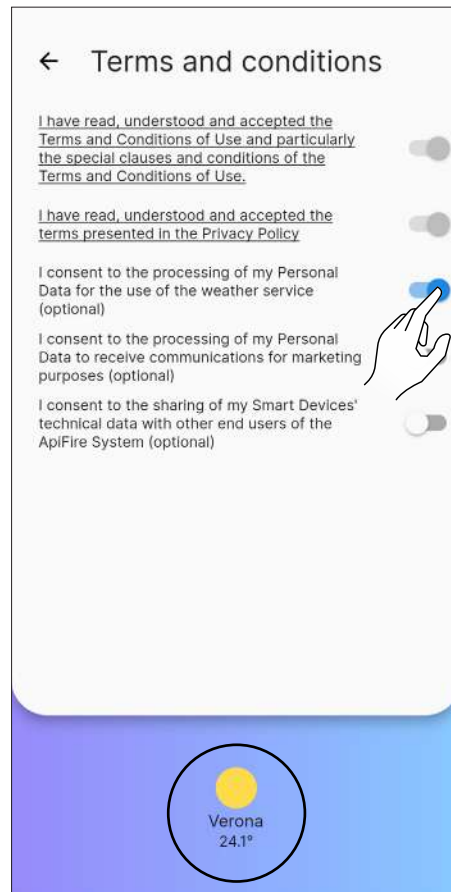 Terms and conditions
I have read, understood and accepted the
Terms and Conditions of Use and particularly
the special clauses and conditions of the
Terms and Conditions of Use.
I have read, understood and accepted the
terms presented in the Privacy Policy
I consent to the processing of my Personal
Data for the use of the weather service
(optional)
I consent to the processing of my Personal
Data to receive communications for marketing
purposes (optional)
I consent to the sharing of my Smart Devices'
technical data with other end users of the
ApiFire System (optional)
Verona
24.1°